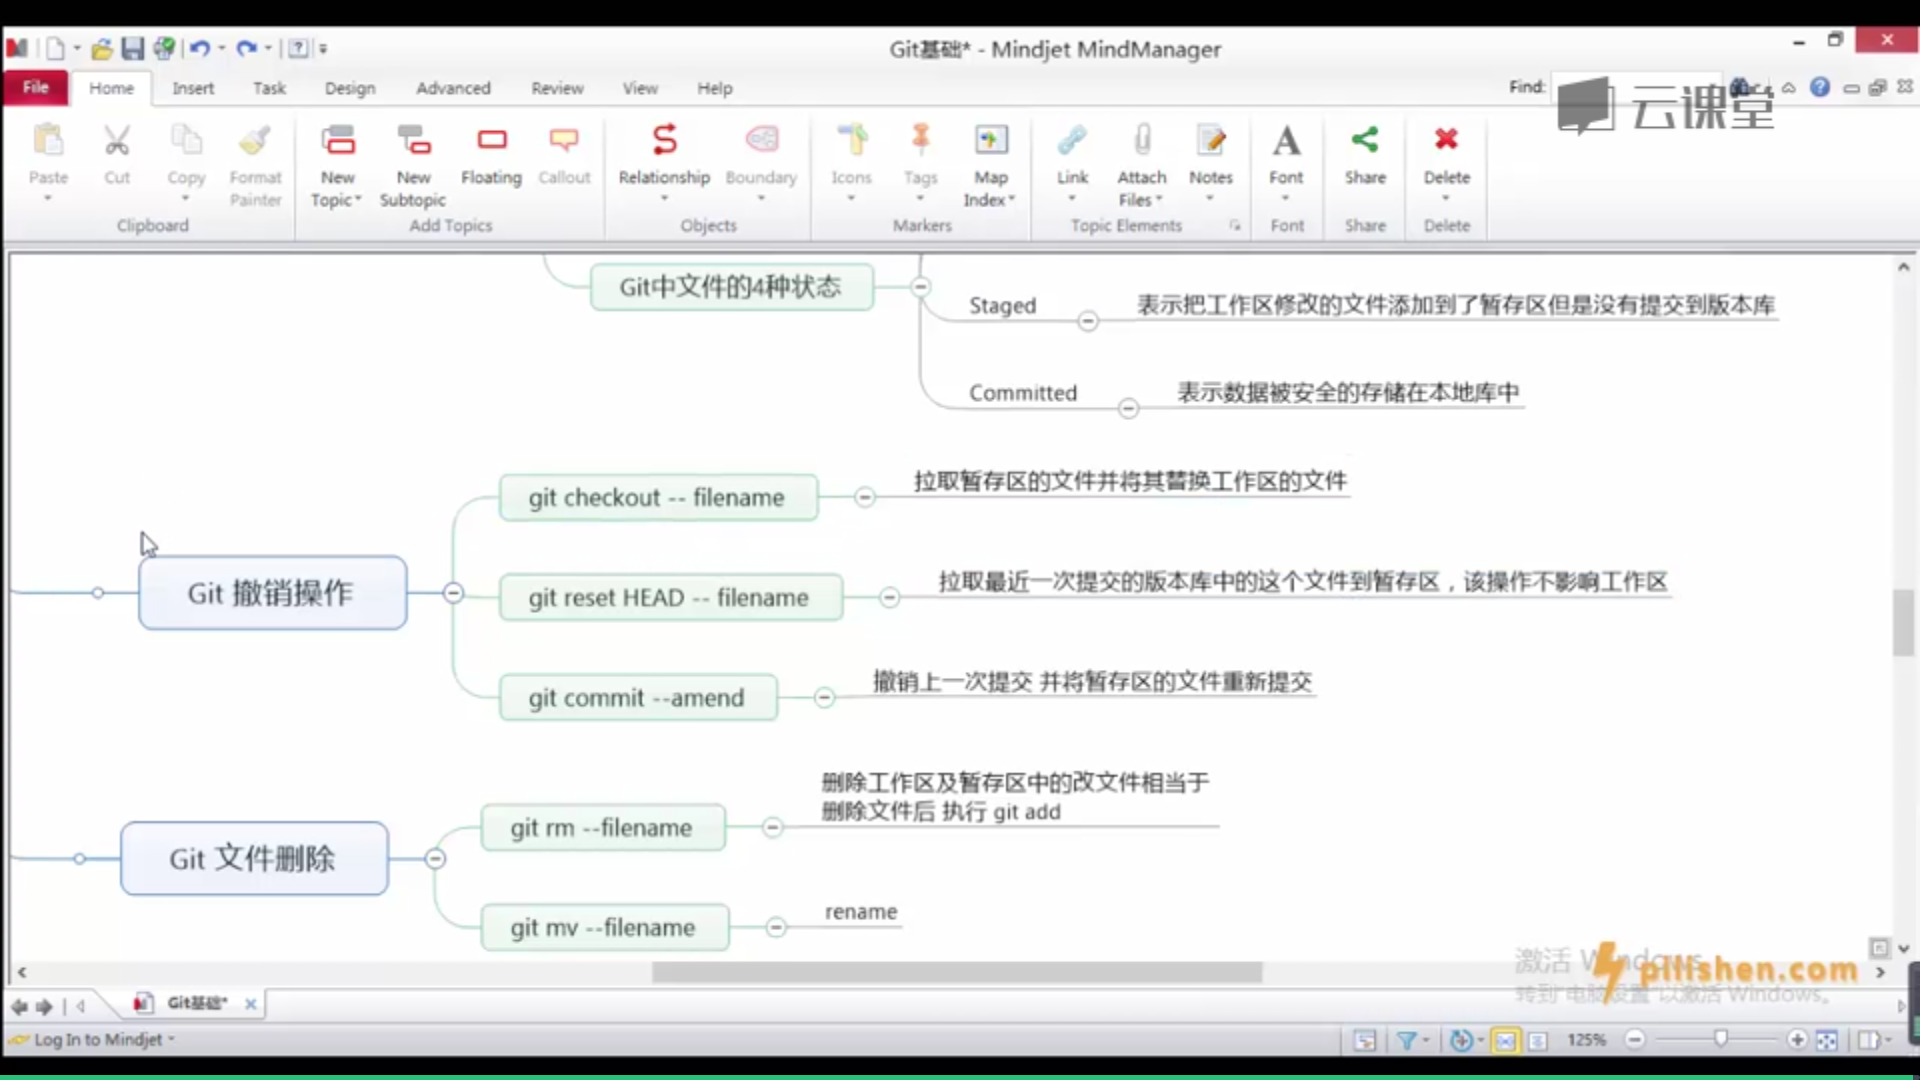 Git基础* - Mindjet MindManager
File Home Insert Task Design Advanced Review View Help Find:
云课堂
Paste Cut Copy Format Painter
Clipboard
New Topic New Subtopic Floating Callout
Add Topics
Relationship Boundary
Objects
Icons Tags Map Index
Markers
Link Attach Files Notes
Topic Elements
Font
Font
Share
Share
Delete
Delete
Git中文件的4种状态
Staged
表示把工作区修改的文件添加到了暂存区但是没有提交到版本库
Committed
表示数据被安全的存储在本地库中
Git 撤销操作
git checkout -- filename
拉取暂存区的文件并将其替换工作区的文件
git reset HEAD -- filename
拉取最近一次提交的版本库中的这个文件到暂存区，该操作不影响工作区
git commit --amend
撤销上一次提交 并将暂存区的文件重新提交
Git 文件删除
git rm --filename
删除工作区及暂存区中的改文件相当于
删除文件后 执行 git add
git mv --filename
rename
激活 Windows
转到"电脑设置"以激活 Windows。
pilishen.com
Git基础*
Log In to Mindjet
125%